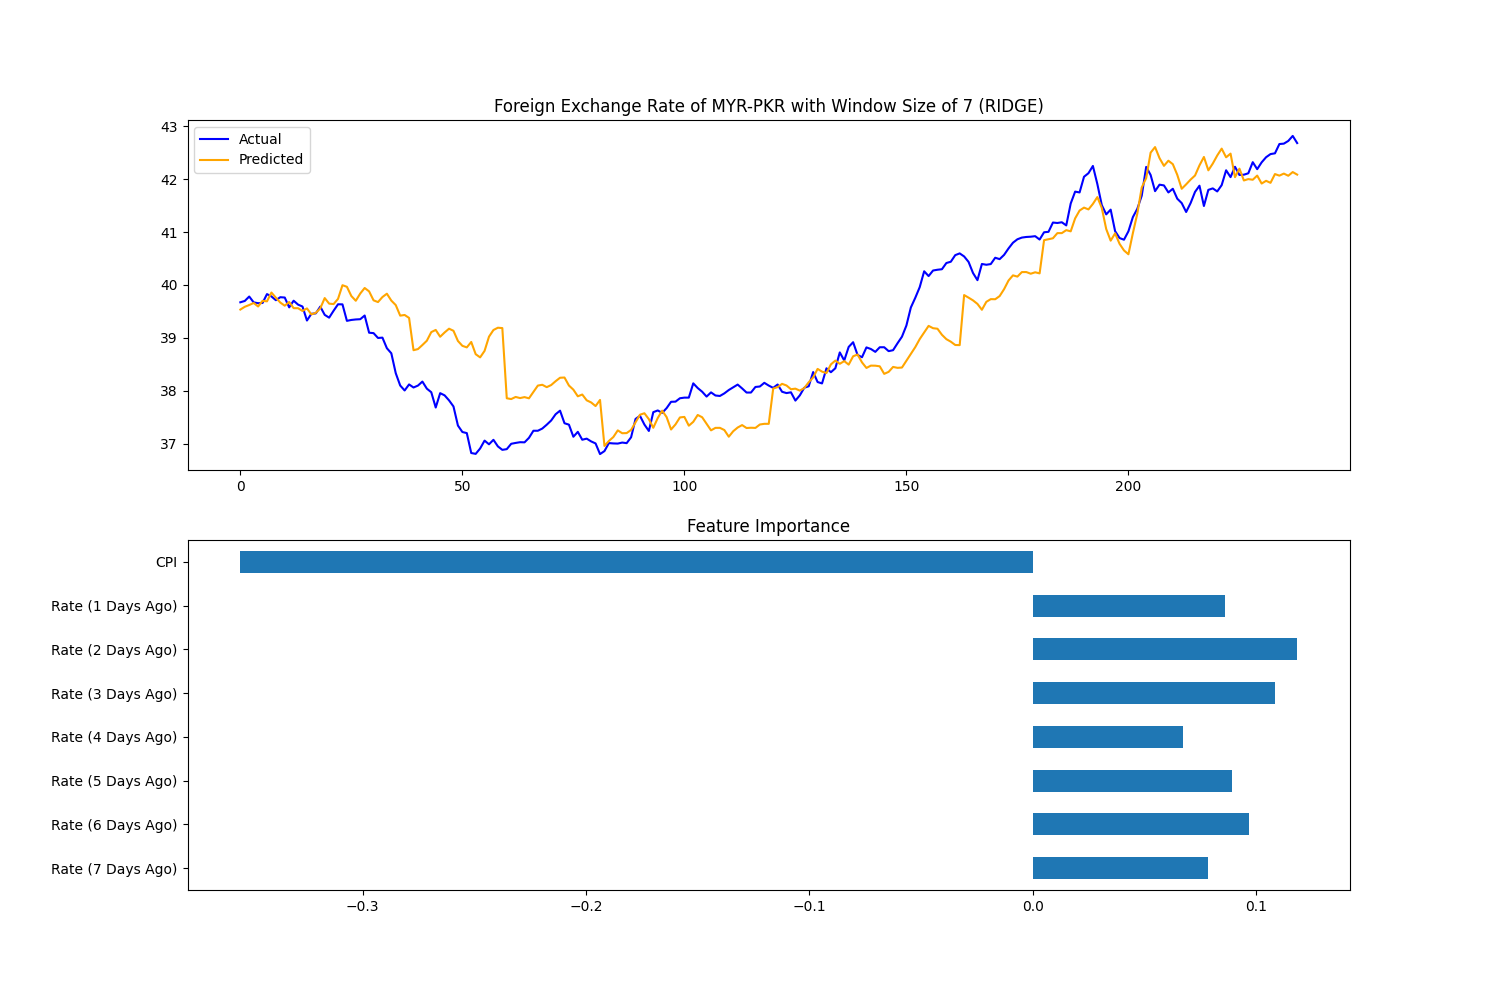 Foreign Exchange Rate of MYR-PKR with Window Size of 7 (RIDGE)
43
42
41
40
39
38
37
Actual
Predicted
0 50 100 150 200
Feature Importance
CPI
Rate (1 Days Ago)
Rate (2 Days Ago)
Rate (3 Days Ago)
Rate (4 Days Ago)
Rate (5 Days Ago)
Rate (6 Days Ago)
Rate (7 Days Ago)
−0.3 −0.2 −0.1 0.0 0.1